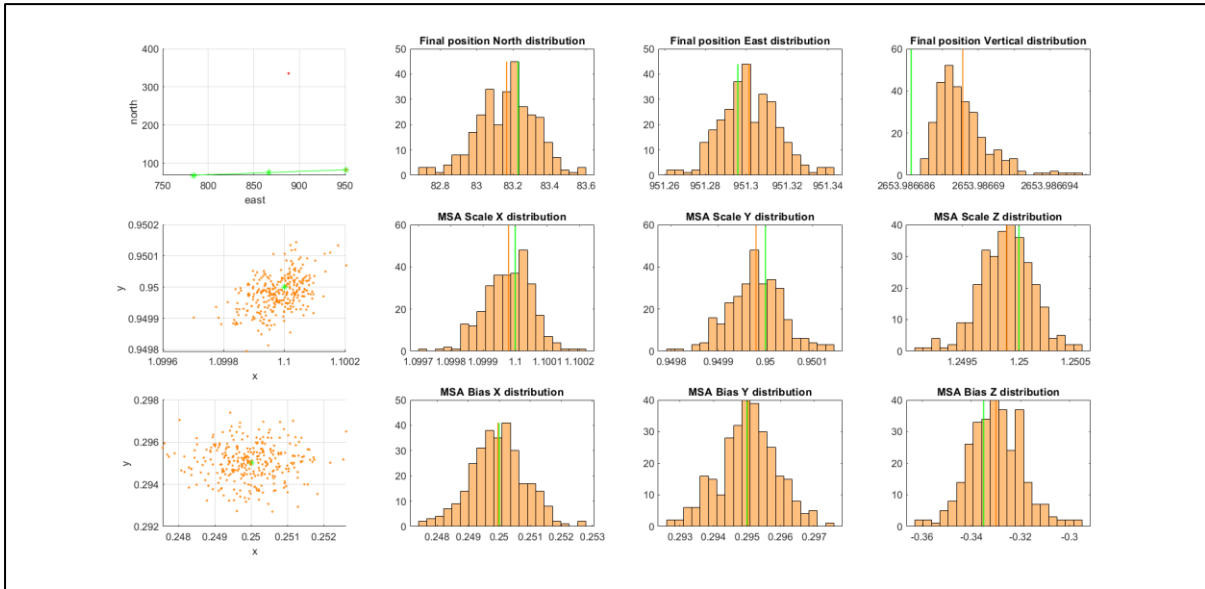 Final position North distribution
Final position East distribution
Final position Vertical distribution
400
300
200
100
north
750 800 850 900 950
east
50
40
30
20
10
0
82.8 83 83.2 83.4 83.6
50
40
30
20
10
0
951.26 951.28 951.3 951.32 951.34
60
40
20
0
2653.986686 2653.98669 2653.986694
MSA Scale X distribution
MSA Scale Y distribution
MSA Scale Z distribution
0.9502
0.9501
0.95
0.9499
0.9498
y
1.0996 1.0998 1.1 1.1002
x
60
40
20
0
1.0997 1.0998 1.0999 1.1 1.1001 1.1002
60
40
20
0
0.9498 0.9499 0.95 0.9501
40
30
20
10
0
1.2495 1.25 1.2505
MSA Bias X distribution
MSA Bias Y distribution
MSA Bias Z distribution
0.298
0.296
0.294
0.292
y
0.248 0.249 0.25 0.251 0.252
x
50
40
30
20
10
0
0.248 0.249 0.25 0.251 0.252 0.253
40
30
20
10
0
0.293 0.294 0.295 0.296 0.297
40
30
20
10
0
-0.36 -0.34 -0.32 -0.3